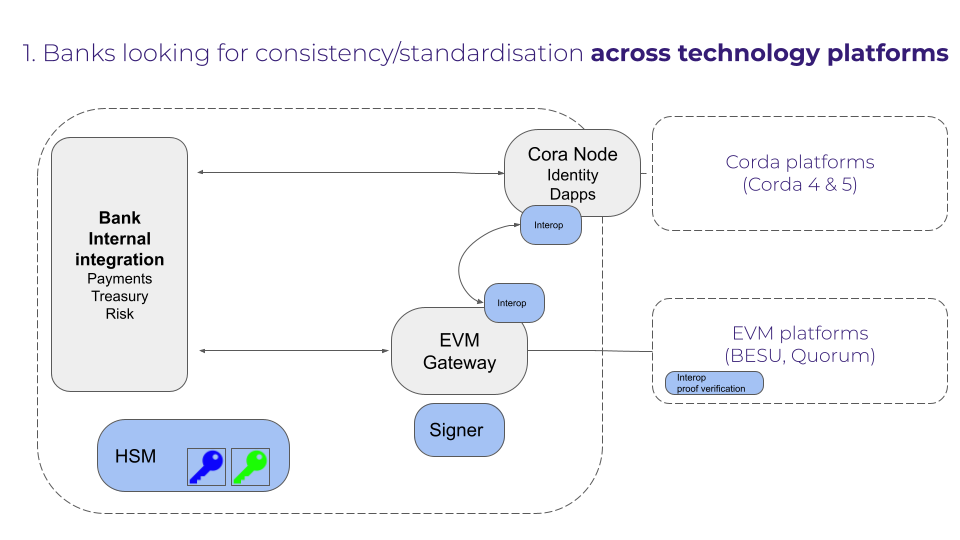 1. Banks looking for consistency/standardisation across technology platforms
Bank
Internal
integration
Payments
Treasury
Risk
Cora Node
Identity
Dapps
Interop
Corda platforms
(Corda 4 & 5)
Interop
EVM
Gateway
EVM platforms
(BESU, Quorum)
Interop
proof verification
Signer
HSM